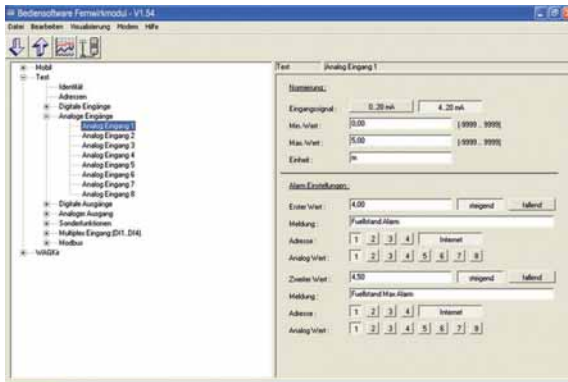 Bediensoftware Fernwirkmodul - V1.54
Datei Bearbeiten Visualisierung Modem Hilfe
Mobil
Test
Identität
Adressen
Digitale Eingänge
Analoge Eingänge
Analog Eingang 1
Analog Eingang 2
Analog Eingang 3
Analog Eingang 4
Analog Eingang 5
Analog Eingang 6
Analog Eingang 7
Analog Eingang 8
Digitale Ausgänge
Analoger Ausgang
Sonderfunktionen
Multiplex Eingang (DI1..DI4)
Modbus
WAGKa
Test Analog Eingang 1
Normierung:
Eingangssignal : 0..20 mA 4..20 mA
Min. Wert : 0,00 [-9999 .. 9999]
Max. Wert : 5,00 [-9999 .. 9999]
Einheit : m
Alarm Einstellungen:
Erster Wert : 4,00 steigend fallend
Meldung : Fuellstand Alarm
Adresse : 1 2 3 4 Internet
Analog Wert : 1 2 3 4 5 6 7 8
Zweiter Wert : 4,50 steigend fallend
Meldung : Fuellstand Max Alarm
Adresse : 1 2 3 4 Internet
Analog Wert : 1 2 3 4 5 6 7 8